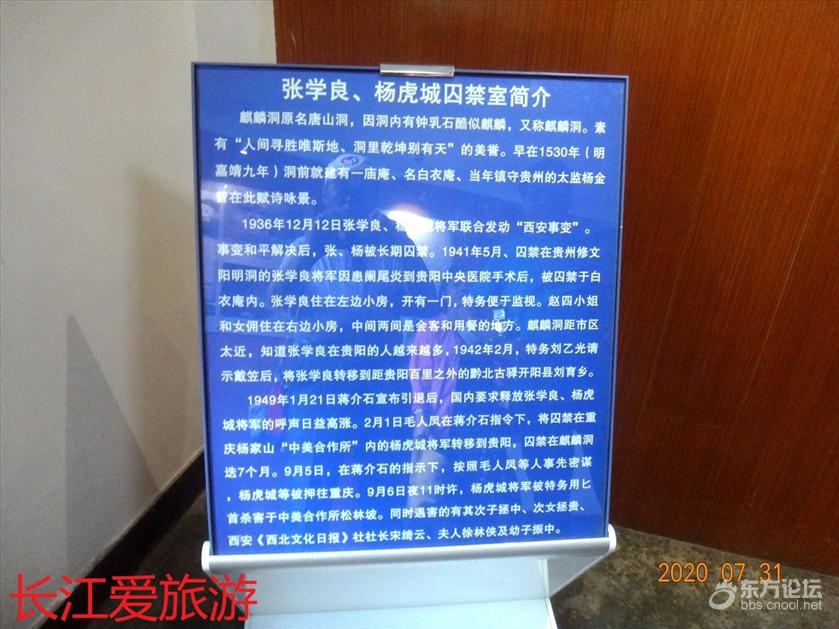 张学良、杨虎城囚禁室简介
麒麟洞原名唐山洞，因洞内有钟乳石酷似麒麟，又称麒麟洞。素
有“人间寻胜唯斯地、洞里乾坤别有天”的美誉。早在1530年（明
嘉靖九年）洞前就建有一庙庵、名白衣庵、当年镇守贵州的太监杨金
曾在此赋诗咏景。
1936年12月12日张学良、杨虎城将军联合发动“西安事变”。
事变和平解决后，张、杨被长期囚禁。1941年5月、囚禁在贵州修文
阳明洞的张学良将军因患阑尾炎到贵阳中央医院手术后，被囚禁于白
衣庵内。张学良住在左边小房，开有一门，特务便于监视。赵四小姐
和女佣住在右边小房，中间两间是会客和用餐的地方。麒麟洞距市区
太近，知道张学良在贵阳的人越来越多，1942年2月，特务刘乙光请
示戴笠后，将张学良转移到距贵阳百里之外的黔北古驿开阳县刘育乡。
1949年1月21日蒋介石宣布引退后，国内要求释放张学良、杨虎
城将军的呼声日益高涨。2月1日毛人凤在蒋介石指令下，将囚禁在重
庆杨家山“中美合作所”内的杨虎城将军转移到贵阳，囚禁在麒麟洞
迭7个月。9月5日，在蒋介石的指示下，按照毛人凤等人事先密谋
，杨虎城等被押往重庆。9月6日夜11时许，杨虎城将军被特务用匕
首杀害于中美合作所松林坡。同时遇害的有其次子拯中、次女拯贵、
西安《西北文化日报》社社长宋绮云、夫人徐林侠及幼子振中。
2020 07 31
长江爱旅游
东方论坛
bbs.cnool.net